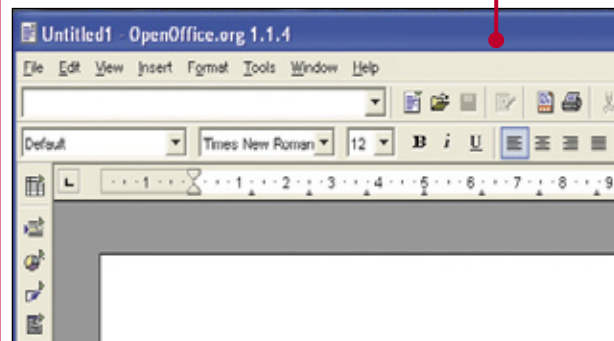 Untitled1 - OpenOffice.org 1.1.4
File Edit View Insert Format Tools Window Help
Default Times New Roman 12 B i U
1 1 2 3 4 5 6 7 8 9